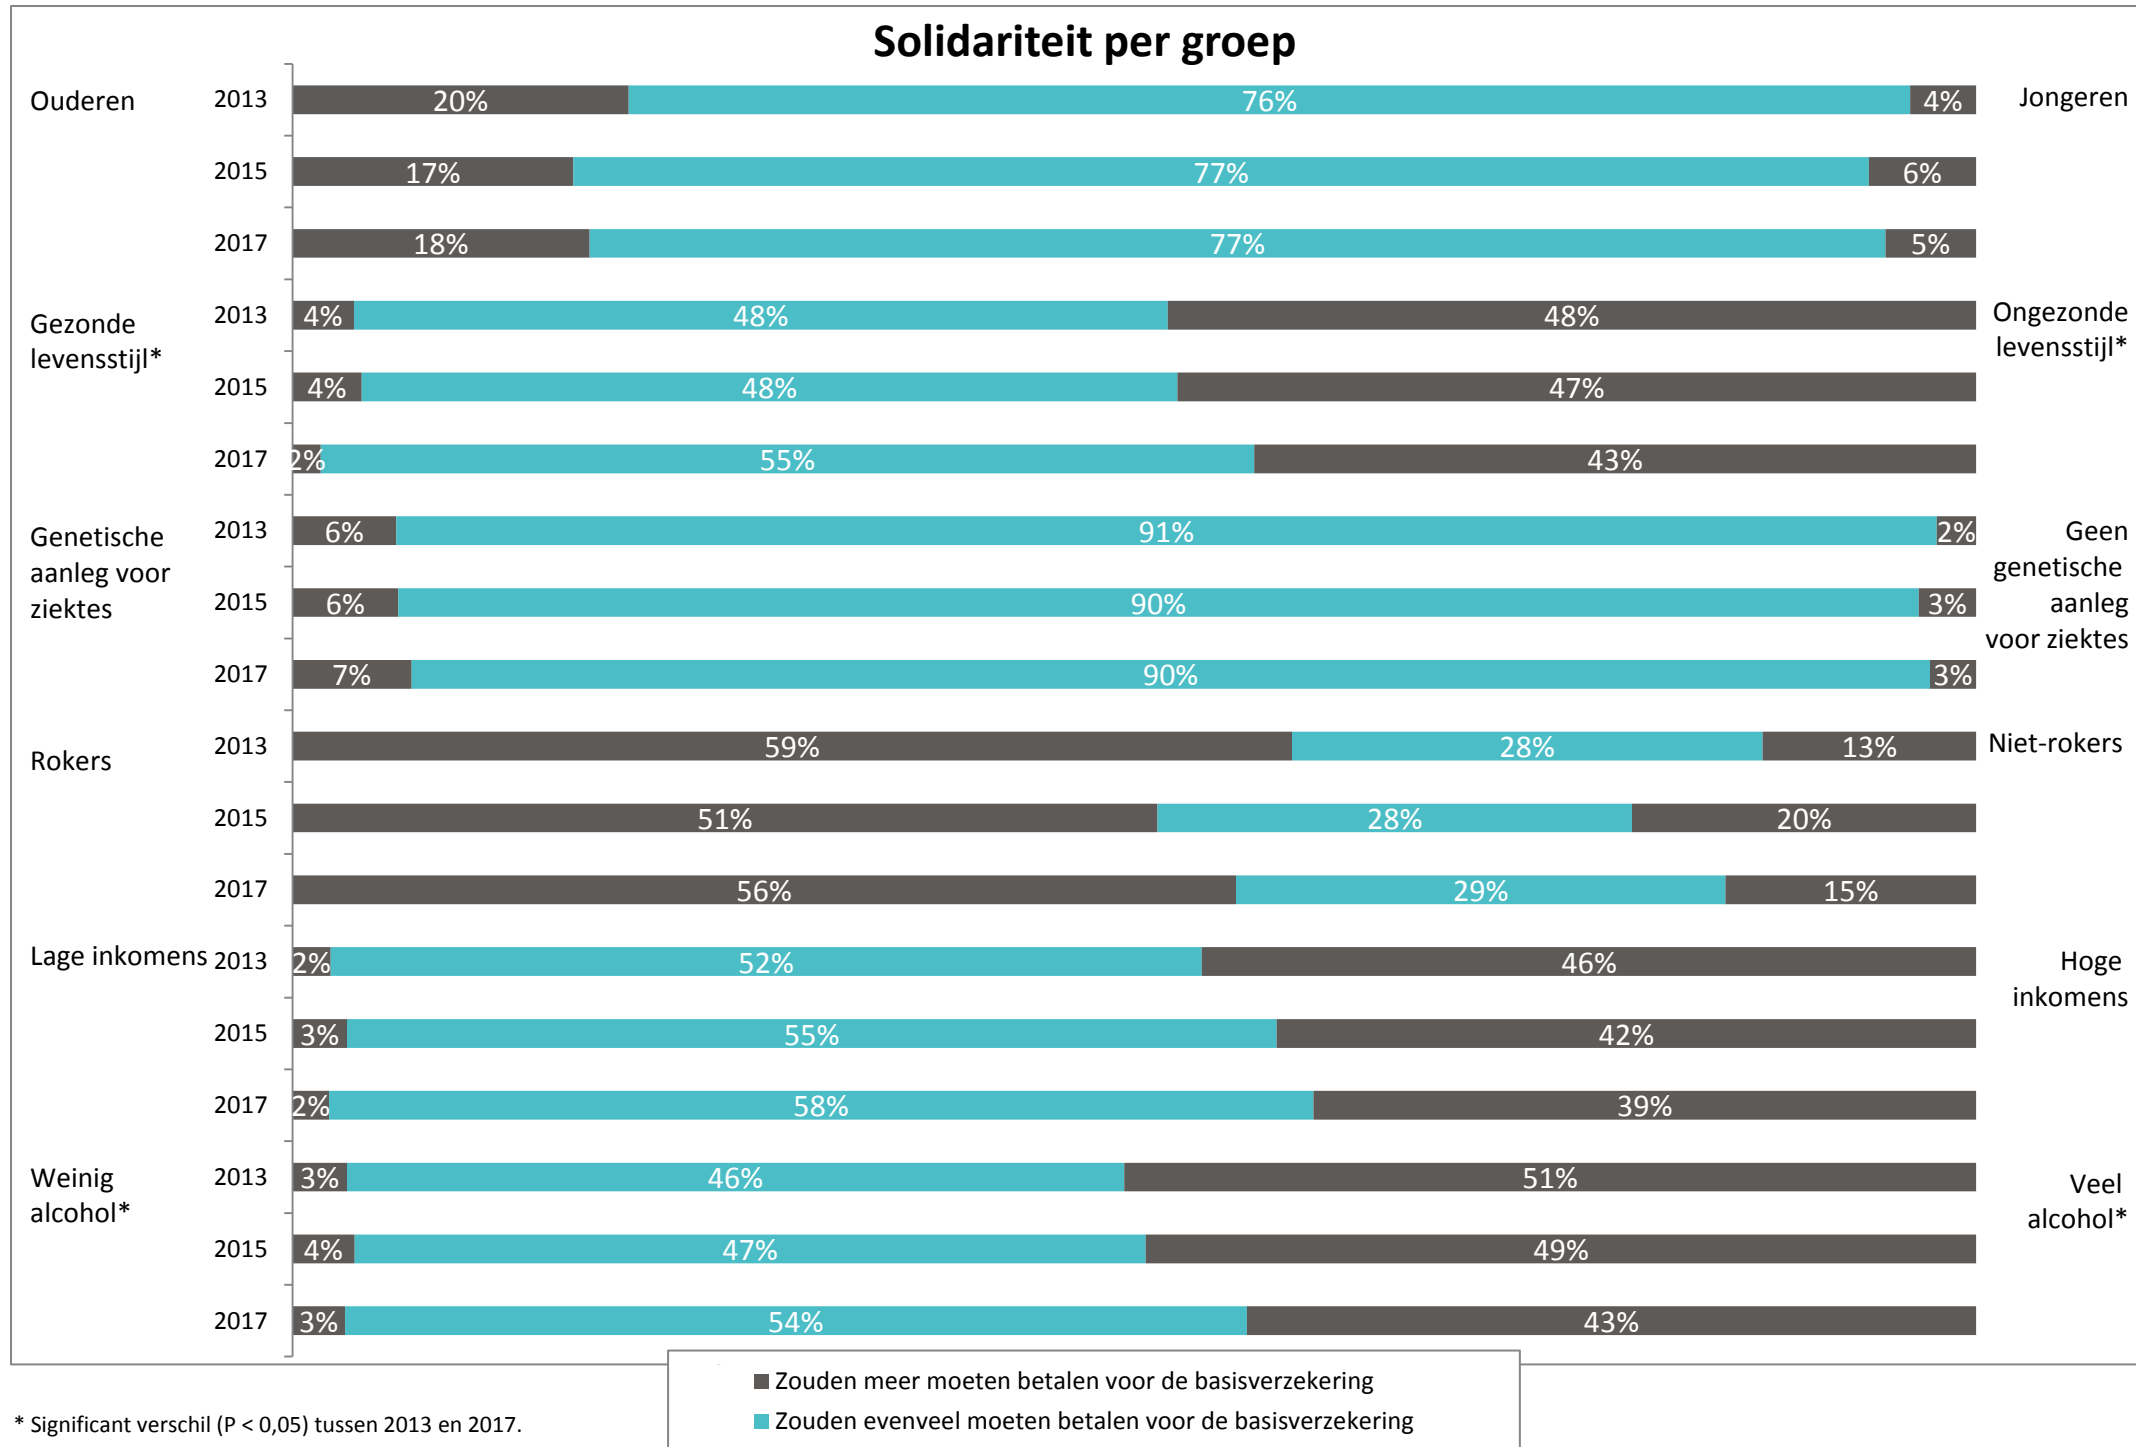 Solidariteit per groep
Ouderen
2013
20%
76%
4%
Jongeren
2015
17%
77%
6%
2017
18%
77%
5%
Gezonde
levensstijl*
2013
4%
48%
48%
Ongezonde
levensstijl*
2015
4%
48%
47%
2017
2%
55%
43%
Genetische
aanleg voor
ziektes
2013
6%
91%
2%
Geen
genetische
aanleg
voor ziektes
2015
6%
90%
3%
2017
7%
90%
3%
Rokers
2013
59%
28%
13%
Niet-rokers
2015
51%
28%
20%
2017
56%
29%
15%
Lage inkomens
2013
2%
52%
46%
Hoge
inkomens
2015
3%
55%
42%
2017
2%
58%
39%
Weinig
alcohol*
2013
3%
46%
51%
Veel
alcohol*
2015
4%
47%
49%
2017
3%
54%
43%
Zouden meer moeten betalen voor de basisverzekering
Zouden evenveel moeten betalen voor de basisverzekering
* Significant verschil (P < 0,05) tussen 2013 en 2017.